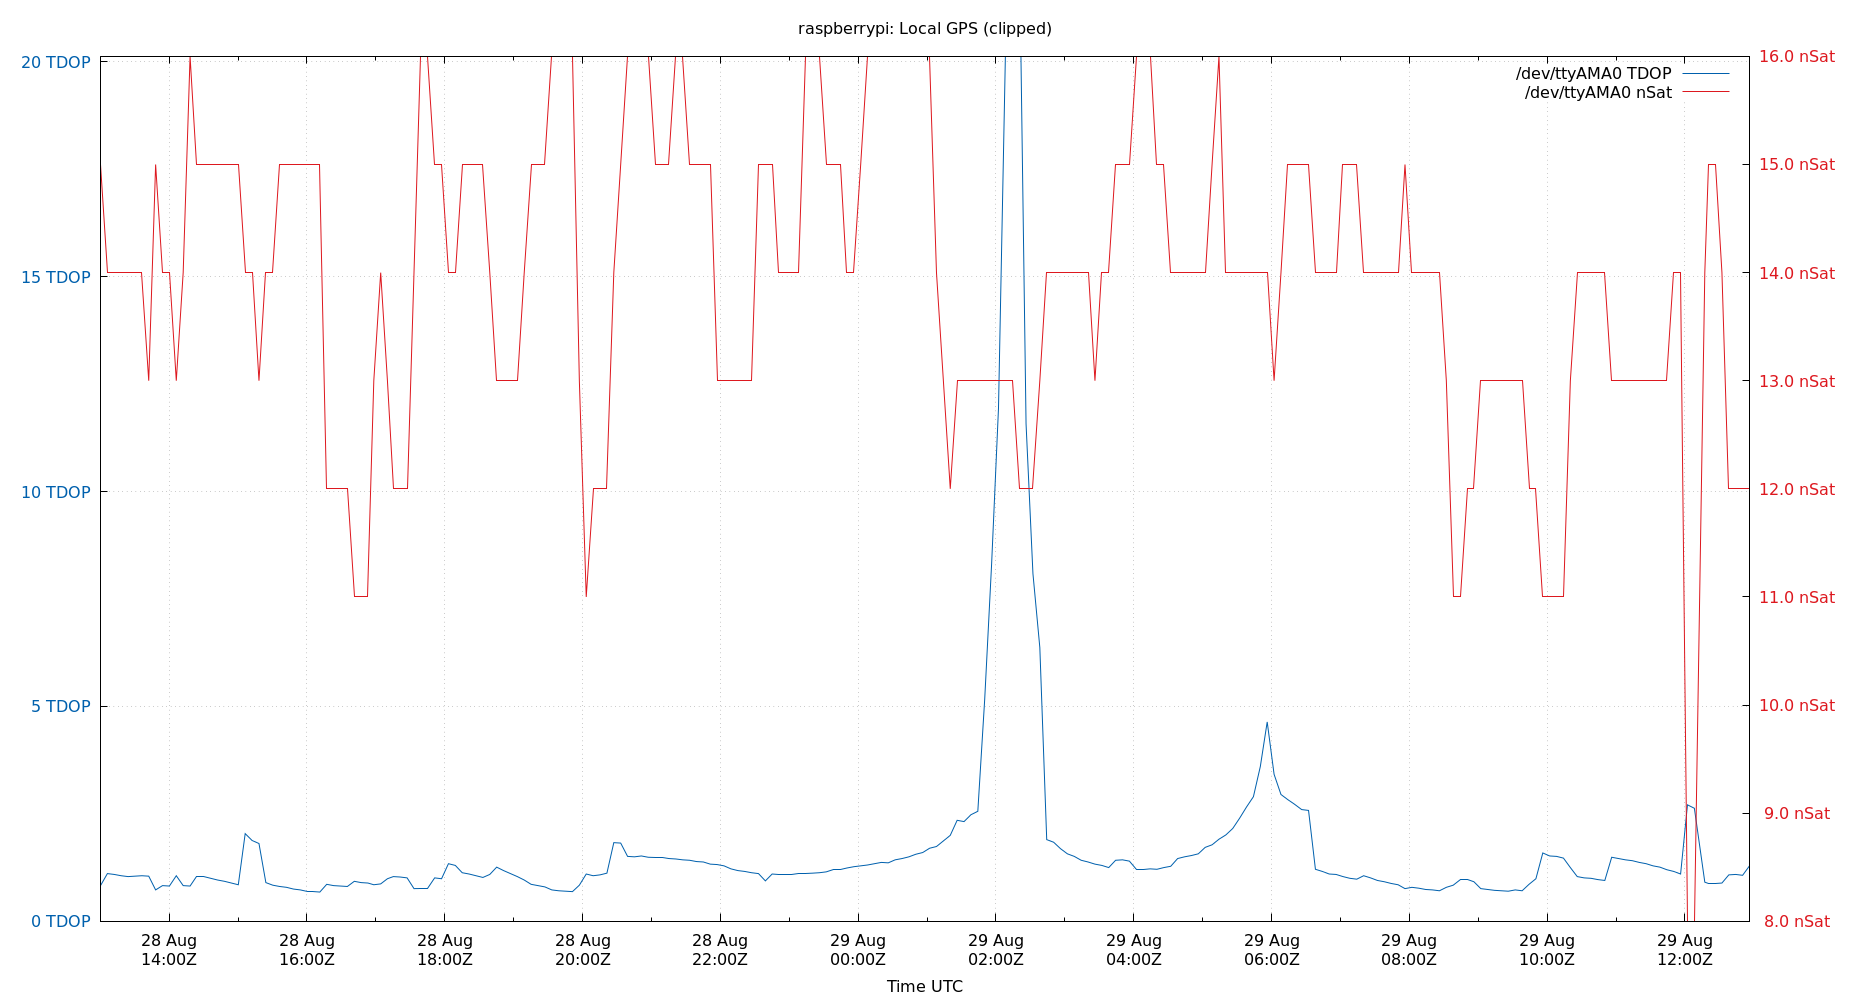 raspberrypi: Local GPS (clipped)
/dev/ttyAMA0 TDOP
/dev/ttyAMA0 nSat
20 TDOP
15 TDOP
10 TDOP
5 TDOP
0 TDOP
16.0 nSat
15.0 nSat
14.0 nSat
13.0 nSat
12.0 nSat
11.0 nSat
10.0 nSat
9.0 nSat
8.0 nSat
28 Aug 28 Aug 28 Aug 28 Aug 28 Aug 29 Aug 29 Aug 29 Aug 29 Aug 29 Aug 29 Aug 29 Aug
14:00Z 16:00Z 18:00Z 20:00Z 22:00Z 00:00Z 02:00Z 04:00Z 06:00Z 08:00Z 10:00Z 12:00Z
Time UTC